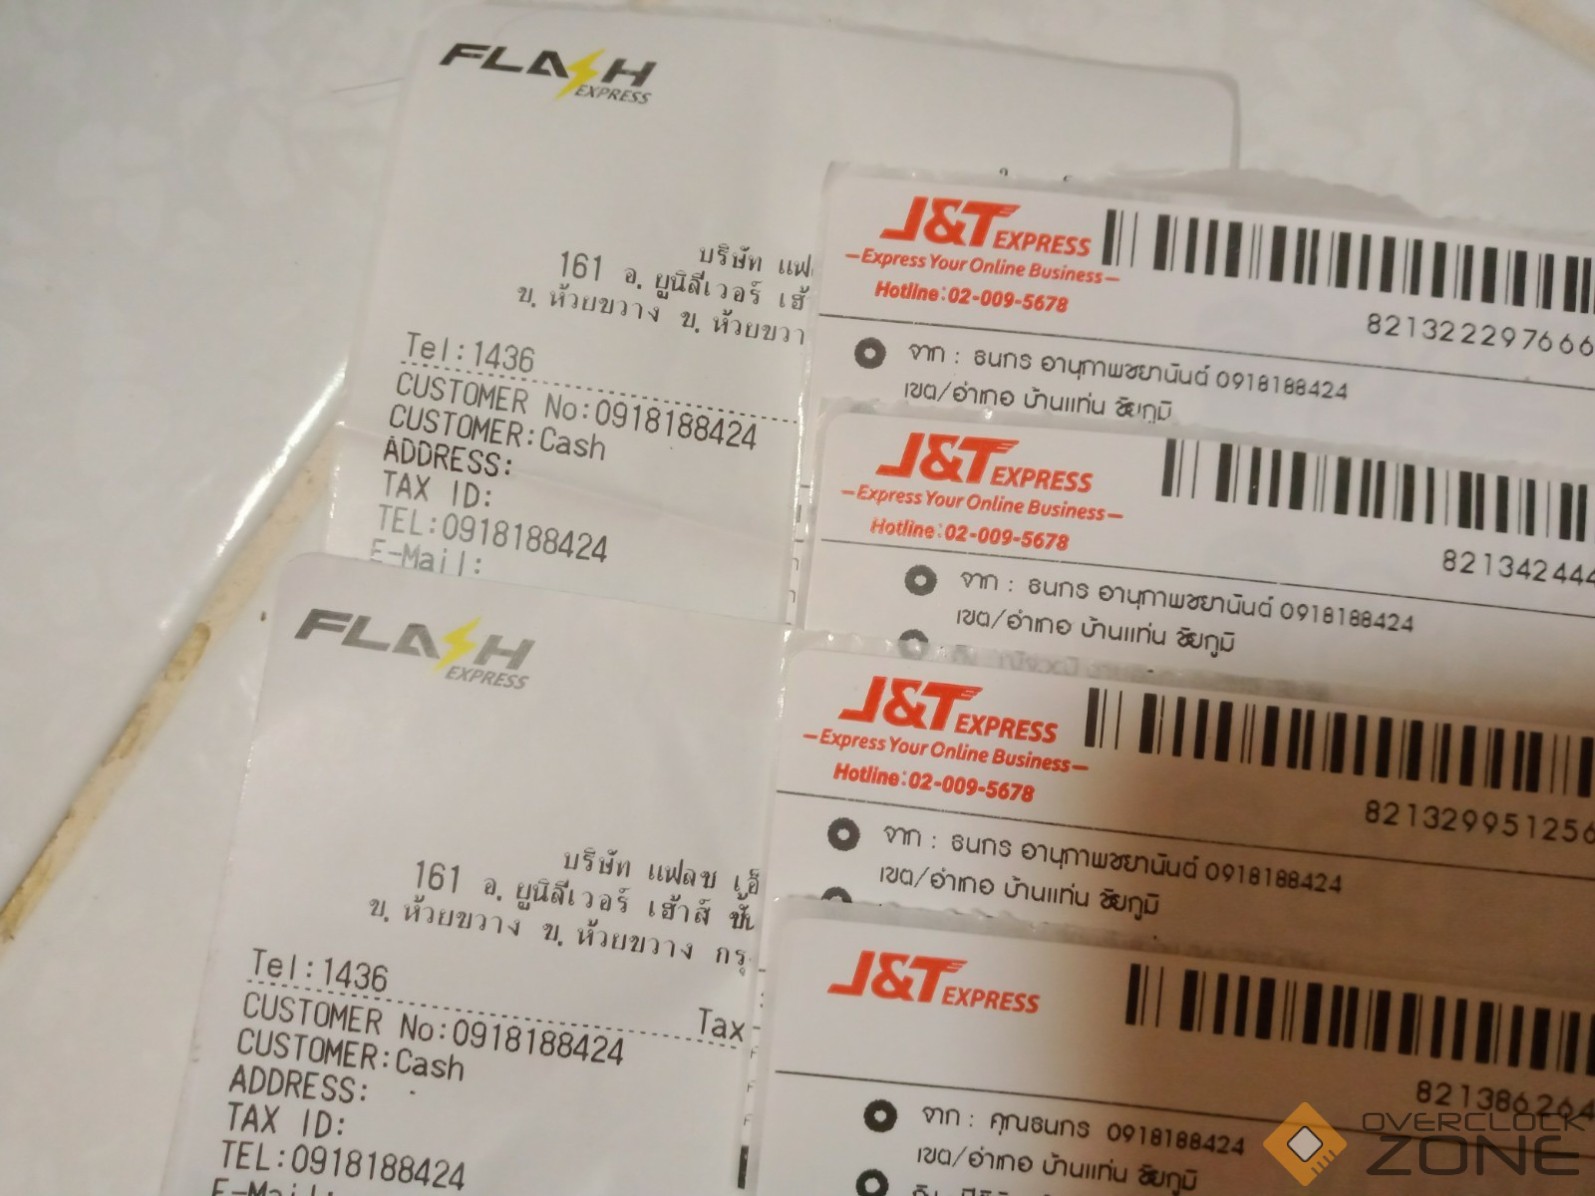 FLASH
EXPRESS
บริษัท แฟ
161 อ. ยูนิลีเวอร์ เฮ้
ข. ห้วยขวาง ข. ห้วยขวา
Tel:1436
CUSTOMER No:0918188424
CUSTOMER:Cash
ADDRESS:
TAX ID:
TEL:0918188424
E-Mail:
FLASH
EXPRESS
บริษัท แฟลช เอ็
161 อ. ยูนิลีเวอร์ เฮ้าส์ ชั้น
ข. ห้วยขวาง ข. ห้วยขวาง กรุ
Tel:1436
Tax
CUSTOMER No:0918188424
CUSTOMER:Cash
ADDRESS:
TAX ID:
TEL:0918188424
E-Mail:
J&T EXPRESS
Express Your Online Business
Hotline:02-009-5678
821322297666
จาก : ธนกร อานุภาพชยานันต์ 0918188424
เขต/อำเภอ บ้านแท่น ชัยภูมิ
J&T EXPRESS
Express Your Online Business
Hotline:02-009-5678
821342444
จาก : ธนกร อานุภาพชยานันต์ 0918188424
เขต/อำเภอ บ้านแท่น ชัยภูมิ
J&T EXPRESS
Express Your Online Business
Hotline:02-009-5678
821329951256
จาก : ธนกร อานุภาพชยานันต์ 0918188424
เขต/อำเภอ บ้านแท่น ชัยภูมิ
J&T EXPRESS
821386264
จาก : คุณธนกร 0918188424
เขต/อำเภอ บ้านแท่น ชัยภูมิ
OVERCLOCK
ZONE